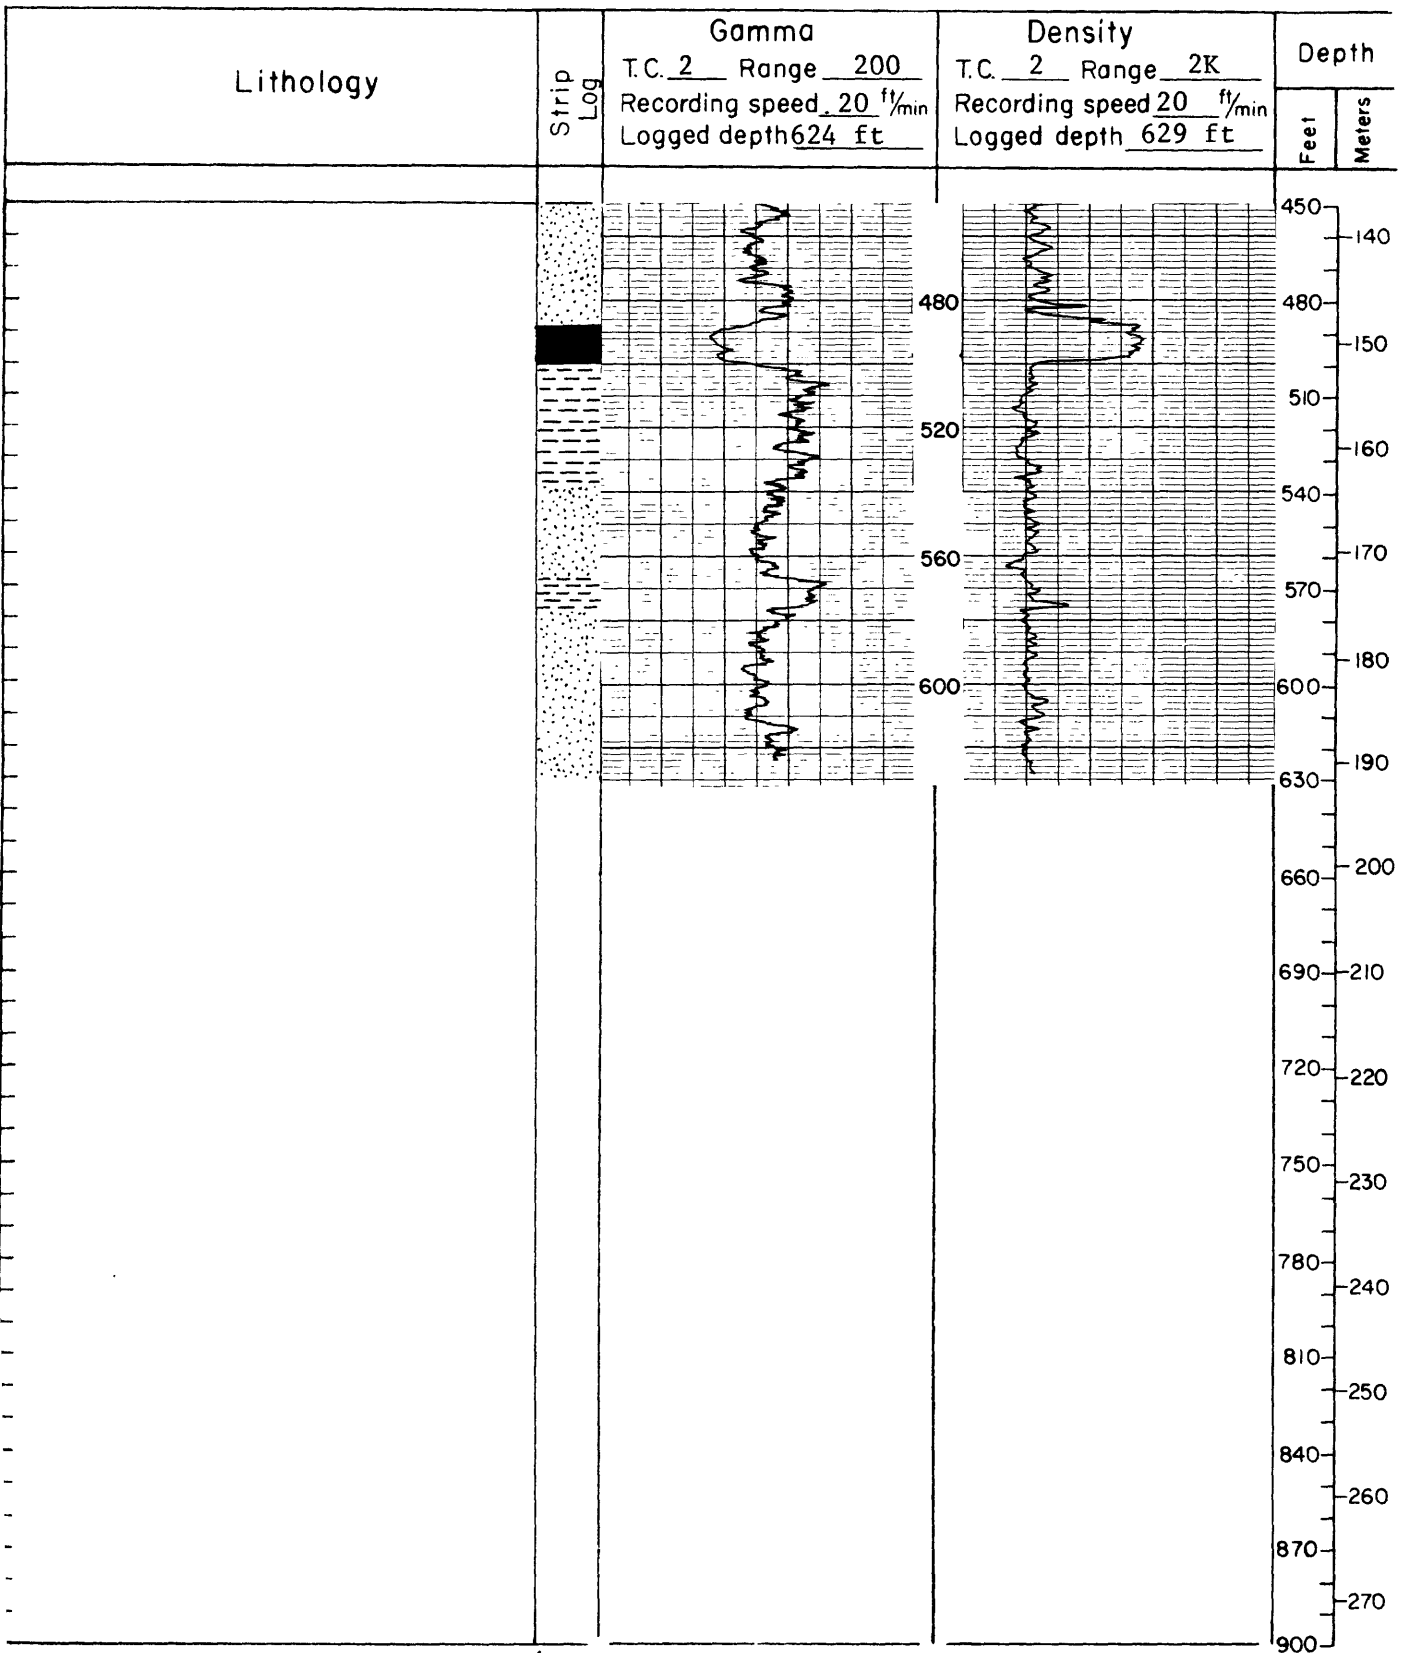 Lithology
Strip Log
Gamma
T.C. 2 Range 200
Recording speed . 20 ft/min
Logged depth 624 ft
Density
T.C. 2 Range 2K
Recording speed 20 ft/min
Logged depth 629 ft
Depth
Feet
Meters
480
520
560
600
450
480
510
540
570
600
630
660
690
720
750
780
810
840
870
900
140
150
160
170
180
190
200
210
220
230
240
250
260
270